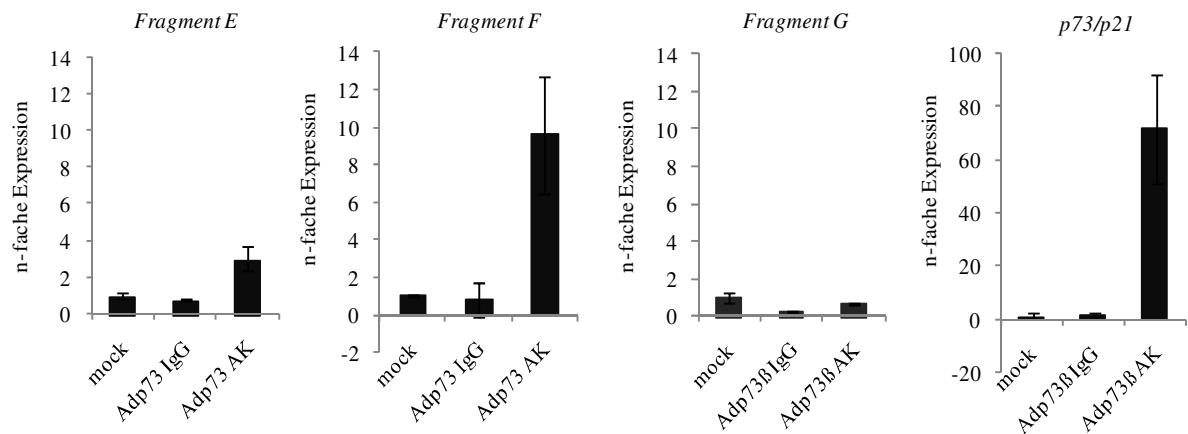 Fragment E
n-fache Expression
14
12
10
8
6
4
2
0
mock
Adp73 IgG
Adp73 AK
Fragment F
n-fache Expression
14
12
10
8
6
4
2
0
-2
mock
Adp73 IgG
Adp73 AK
Fragment G
n-fache Expression
14
12
10
8
6
4
2
0
mock
Adp73ßIgG
Adp73ßAK
p73/p21
n-fache Expression
100
80
60
40
20
0
-20
mock
Adp73ßIgG
Adp73ßAK